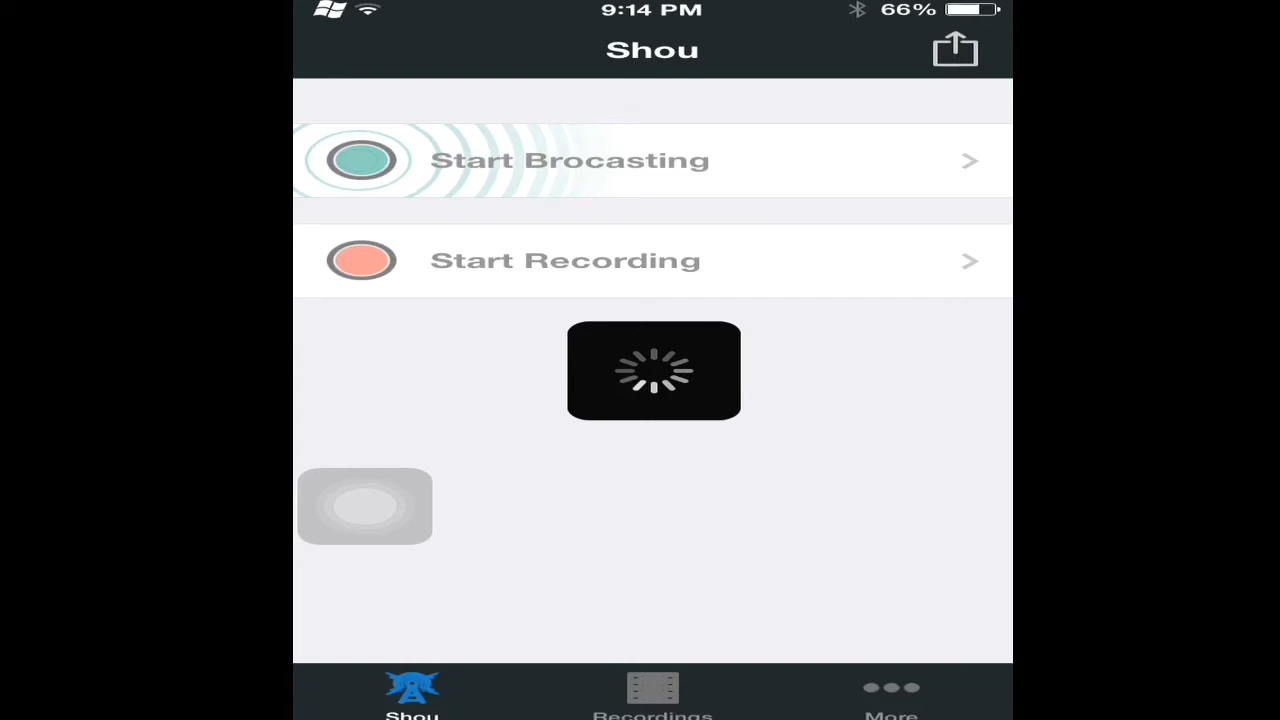 9:14 PM
66%
Shou
Start Brocasting
Start Recording
Shou
Recordings
More